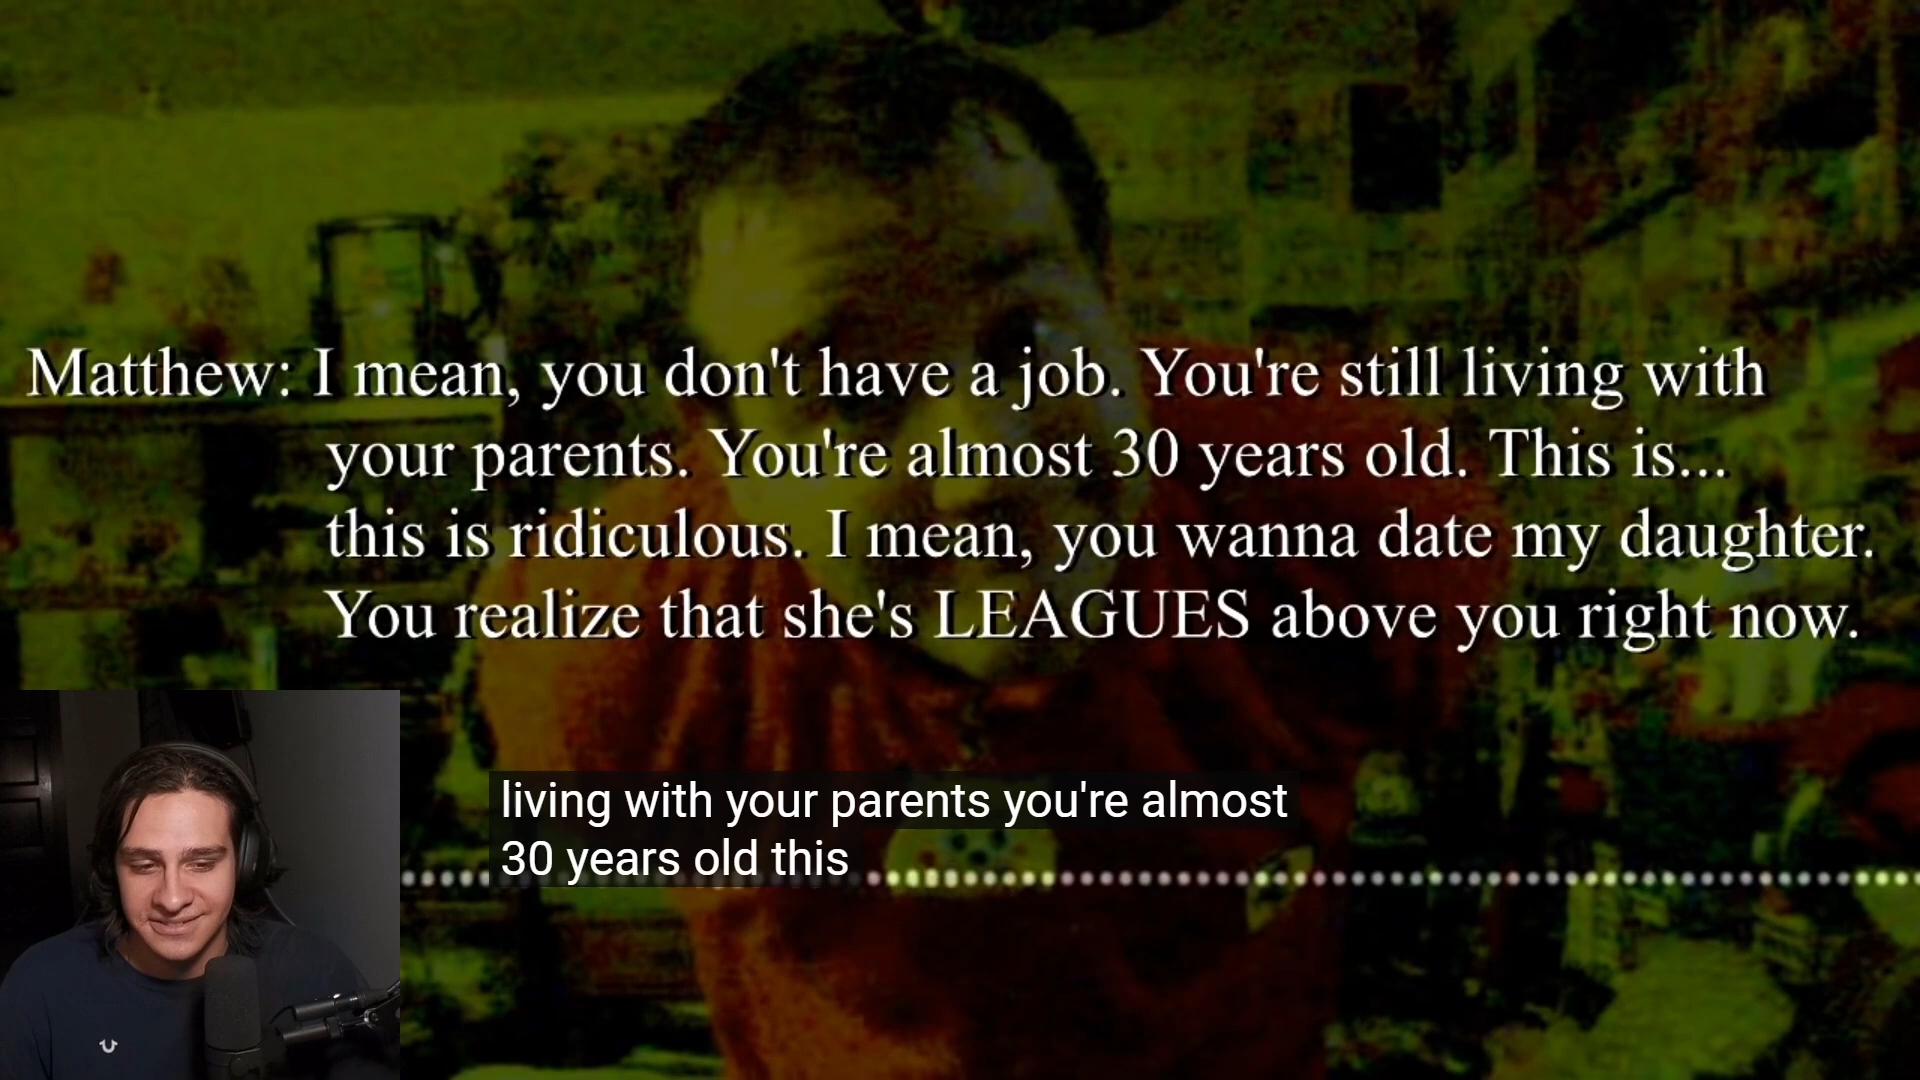 Matthew: I mean, you don't have a job. You're still living with
your parents. You're almost 30 years old. This is...
this is ridiculous. I mean, you wanna date my daughter.
You realize that she's LEAGUES above you right now.
living with your parents you're almost
30 years old this